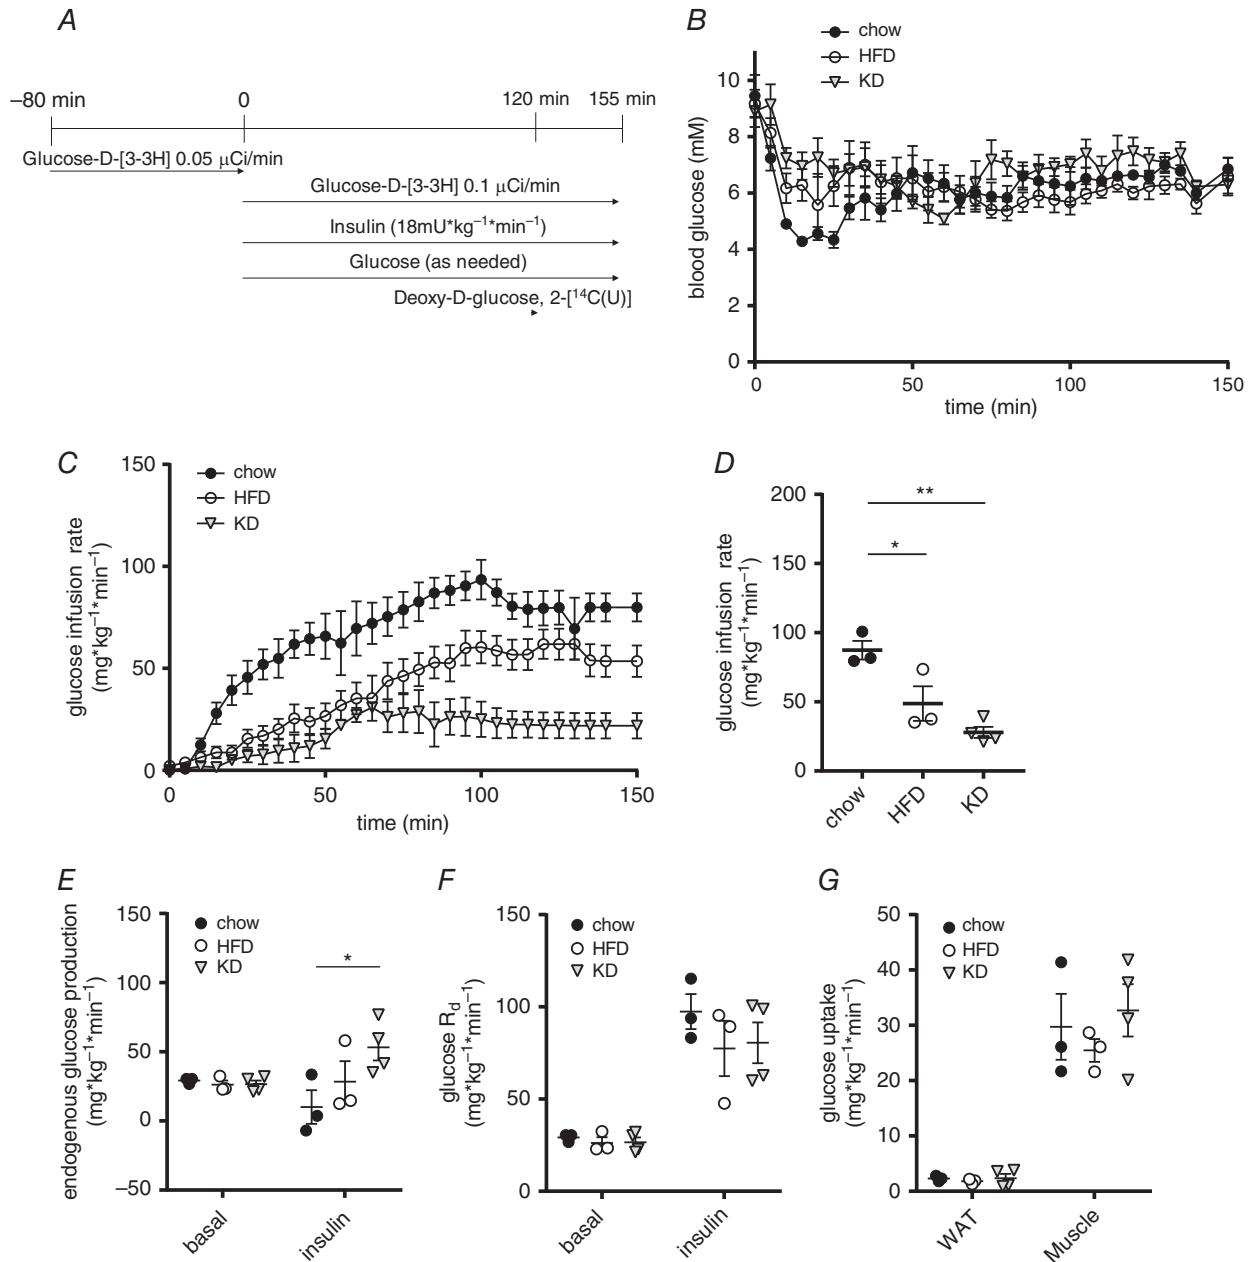 A
–80 min
0
120 min
155 min
Glucose-D-[3-3H] 0.05 μCi/min
Glucose-D-[3-3H] 0.1 μCi/min
Insulin (18mU*kg⁻¹*min⁻¹)
Glucose (as needed)
Deoxy-D-glucose, 2-[¹⁴C(U)]
B
chow
HFD
KD
blood glucose (mM)
10
8
6
4
2
0
0
50
100
150
time (min)
C
chow
HFD
KD
glucose infusion rate
(mg*kg⁻¹*min⁻¹)
150
100
50
0
0
50
100
150
time (min)
D
glucose infusion rate
(mg*kg⁻¹*min⁻¹)
200
150
100
50
0
**
*
chow
HFD
KD
E
chow
HFD
KD
endogenous glucose production
(mg*kg⁻¹*min⁻¹)
150
100
50
0
–50
*
basal
insulin
F
chow
HFD
KD
glucose R_d
(mg*kg⁻¹*min⁻¹)
150
100
50
0
basal
insulin
G
chow
HFD
KD
glucose uptake
(mg*kg⁻¹*min⁻¹)
50
40
30
20
10
0
WAT
Muscle